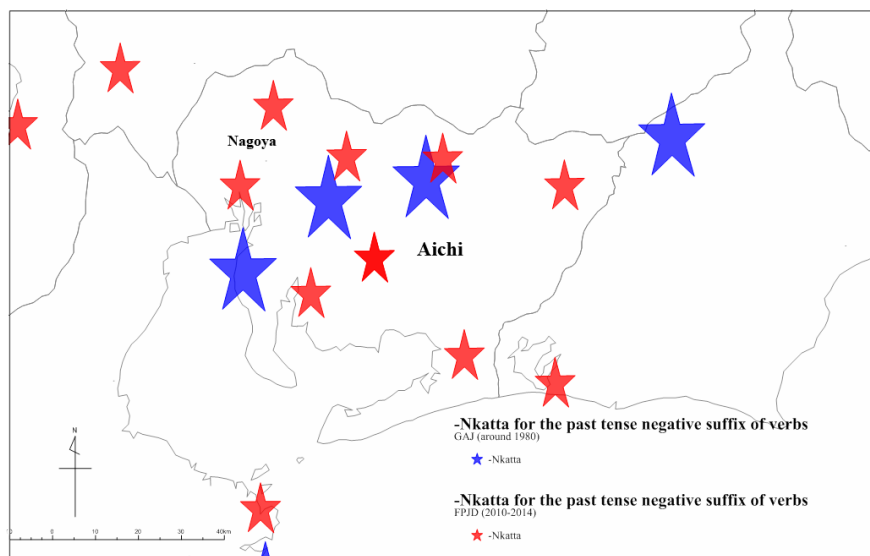 Nagoya
Aichi
-Nkatta for the past tense negative suffix of verbs
GAJ (around 1980)
-Nkatta
-Nkatta for the past tense negative suffix of verbs
FPJD (2010-2014)
-Nkatta
N
0 10 20 30 40km